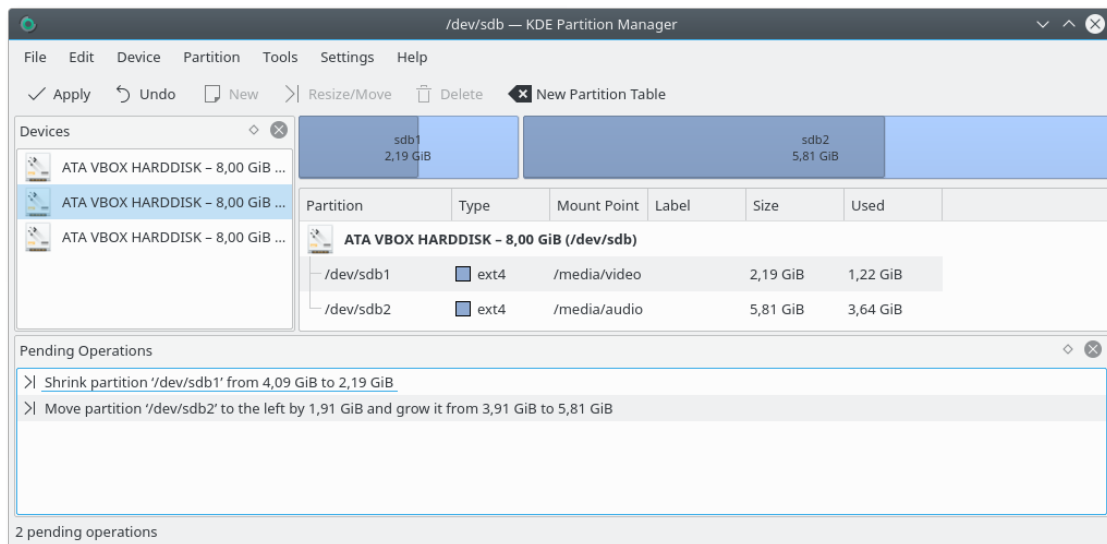 /dev/sdb — KDE Partition Manager
File Edit Device Partition Tools Settings Help
Apply Undo New Resize/Move Delete New Partition Table
Devices
ATA VBOX HARDDISK – 8,00 GiB ...
ATA VBOX HARDDISK – 8,00 GiB ...
ATA VBOX HARDDISK – 8,00 GiB ...
sdb1
2,19 GiB
sdb2
5,81 GiB
Partition Type Mount Point Label Size Used
ATA VBOX HARDDISK – 8,00 GiB (/dev/sdb)
/dev/sdb1 ext4 /media/video 2,19 GiB 1,22 GiB
/dev/sdb2 ext4 /media/audio 5,81 GiB 3,64 GiB
Pending Operations
Shrink partition ‘/dev/sdb1’ from 4,09 GiB to 2,19 GiB
Move partition ‘/dev/sdb2’ to the left by 1,91 GiB and grow it from 3,91 GiB to 5,81 GiB
2 pending operations